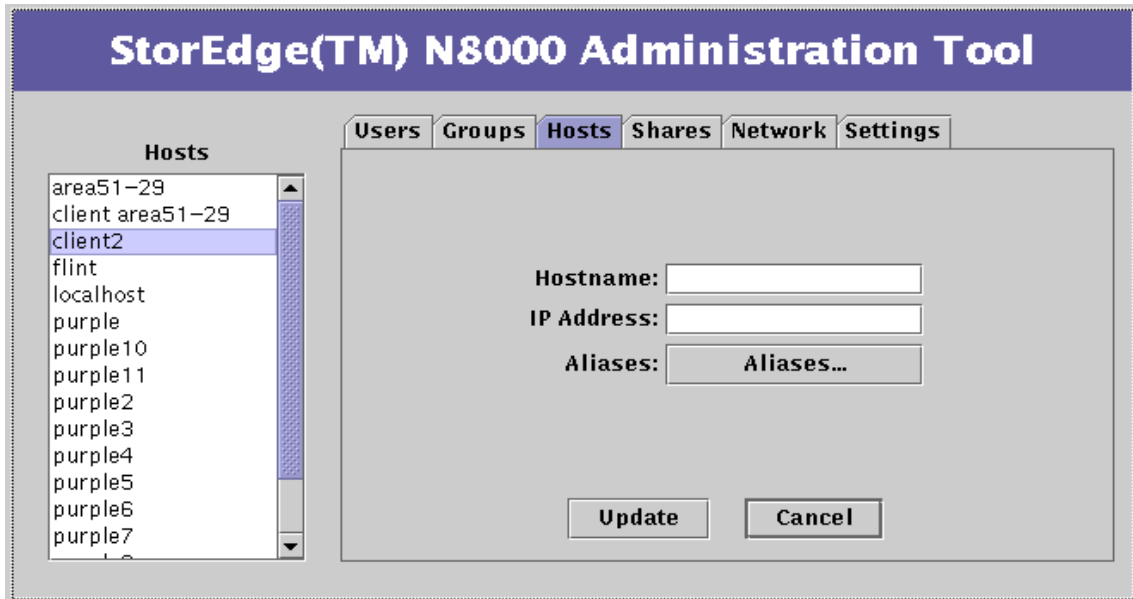 StorEdge(TM) N8000 Administration Tool
Users Groups Hosts Shares Network Settings
Hosts
area51-29
client area51-29
client2
flint
localhost
purple
purple10
purple11
purple2
purple3
purple4
purple5
purple6
purple7
Hostname:
IP Address:
Aliases: Aliases...
Update Cancel